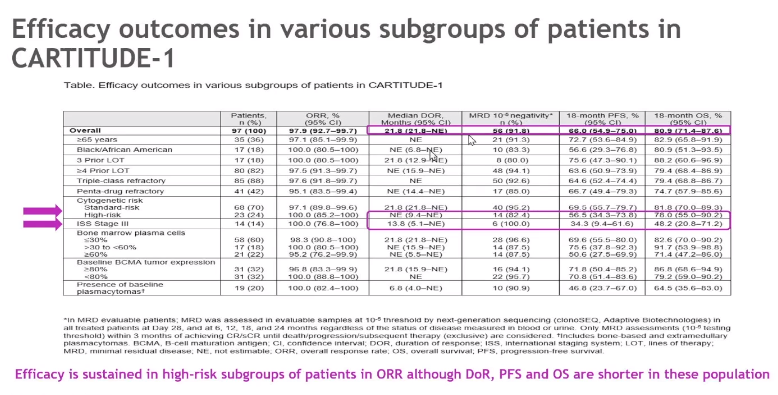 Efficacy outcomes in various subgroups of patients in
CARTITUDE-1
Table. Efficacy outcomes in various subgroups of patients in CARTITUDE-1
Patients, n (%) ORR, % (95% CI) Median DOR, Months (95% CI) MRD 10⁻⁵ negativity* n (%) 18-month PFS, % (95% CI) 18-month OS, % (95% CI)
Overall 97 (100) 97.9 (92.7–99.7) 21.8 (21.8–NE) 56 (91.8) 66.0 (54.9–75.0) 80.9 (71.4–87.6)
≥65 years 35 (36) 97.1 (85.1–99.9) NE 21 (91.3) 72.7 (53.6–84.9) 82.9 (65.8–91.9)
Black/African American 17 (18) 100.0 (80.5–100) NE (6.8–NE) 10 (83.3) 56.6 (29.3–76.8) 80.9 (51.3–93.5)
3 Prior LOT 17 (18) 100.0 (80.5–100) 21.8 (12.9–NE) 8 (80.0) 75.6 (47.3–90.1) 88.2 (60.6–96.9)
≥4 Prior LOT 80 (82) 97.5 (91.3–99.7) NE (15.9–NE) 48 (94.1) 63.6 (50.9–73.9) 79.4 (68.4–86.9)
Triple-class refractory 85 (88) 97.6 (91.8–99.7) NE 50 (92.6) 64.6 (52.4–74.4) 79.4 (68.8–86.7)
Penta-drug refractory 41 (42) 95.1 (83.5–99.4) NE (14.4–NE) 17 (85.0) 66.7 (49.4–79.3) 74.7 (57.9–85.6)
Cytogenetic risk
Standard-risk 68 (70) 97.1 (89.8–99.6) 21.8 (21.8–NE) 40 (95.2) 69.5 (55.7–79.7) 81.8 (70.0–89.3)
High-risk 23 (24) 100.0 (85.2–100) NE (9.4–NE) 14 (82.4) 56.5 (34.3–73.8) 78.0 (55.0–90.2)
ISS Stage III 14 (14) 100.0 (76.8–100) 13.8 (5.1–NE) 6 (100.0) 34.3 (9.4–61.6) 48.2 (20.8–71.2)
Bone marrow plasma cells
≤30% 58 (60) 98.3 (90.8–100) 21.8 (21.8–NE) 28 (96.6) 69.6 (55.5–80.0) 82.6 (70.0–90.2)
>30 to <60% 17 (18) 100.0 (80.5–100) NE (15.9–NE) 14 (87.5) 75.6 (37.8–92.3) 91.7 (53.9–98.8)
≥60% 21 (22) 95.2 (76.2–99.9) NE (5.5–NE) 14 (87.5) 50.6 (27.5–69.9) 71.4 (47.2–86.0)
Baseline BCMA tumor expression
≥80% 31 (32) 96.8 (83.3–99.9) 21.8 (15.9–NE) 16 (94.1) 71.8 (50.4–85.2) 86.8 (68.6–94.9)
<80% 31 (32) 100.0 (88.8–100) NE 22 (95.7) 70.8 (51.4–83.6) 79.2 (59.0–90.2)
Presence of baseline plasmacytomas† 19 (20) 100.0 (82.4–100) 6.8 (4.0–NE) 10 (90.9) 46.8 (23.7–67.0) 64.5 (35.6–83.0)
*In MRD evaluable patients; MRD was assessed in evaluable samples at 10⁻⁵ threshold by next-generation sequencing (clonoSEQ, Adaptive Biotechnologies) in
all treated patients at Day 28, and at 6, 12, 18, and 24 months regardless of the status of disease measured in blood or urine. Only MRD assessments (10⁻⁵ testing
threshold) within 3 months of achieving CR/sCR until death/progression/subsequent therapy (exclusive) are considered. †Includes bone-based and extramedullary
plasmacytomas. BCMA, B-cell maturation antigen; CI, confidence interval; DOR, duration of response; ISS, international staging system; LOT, lines of therapy;
MRD, minimal residual disease; NE, not estimable; ORR, overall response rate; OS, overall survival; PFS, progression-free survival.
Efficacy is sustained in high-risk subgroups of patients in ORR although DoR, PFS and OS are shorter in these population